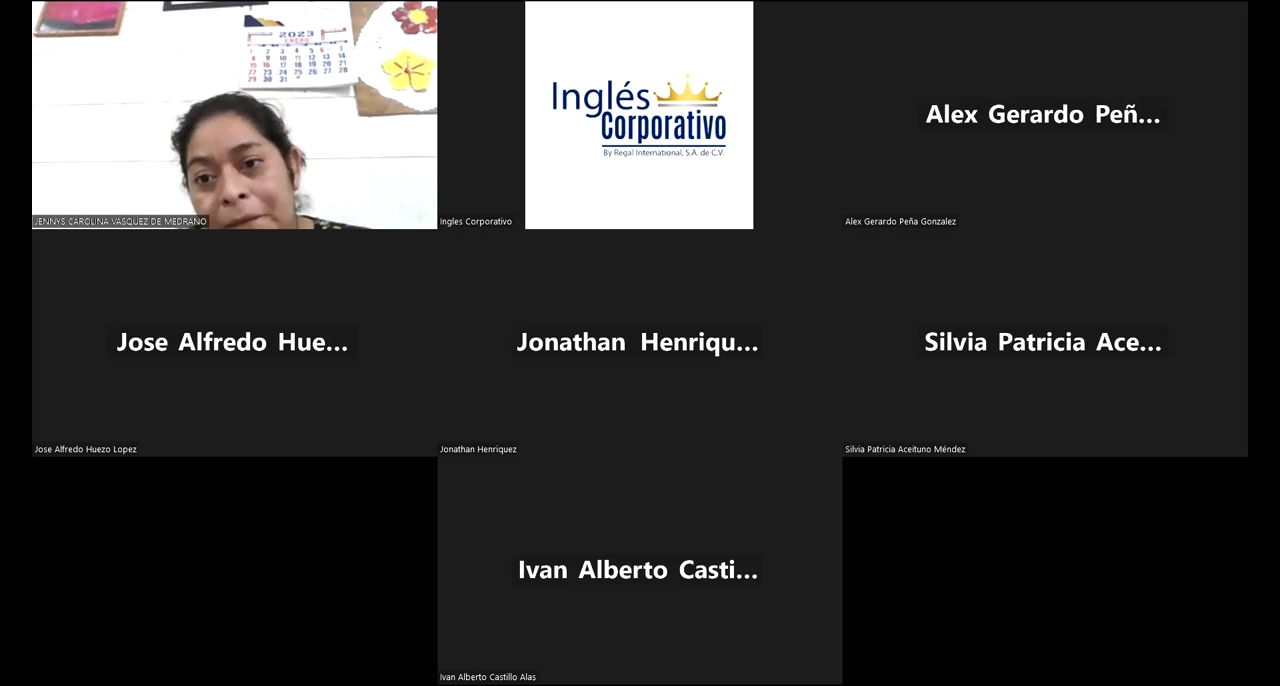 2023
ENERO
1 2 3 4 5 6 7
8 9 10 11 12 13 14
15 16 17 18 19 20 21
22 23 24 25 26 27 28
29 30 31
JENNYS CAROLINA VASQUEZ DE MEDRANO
Inglés
Corporativo
By Regal International, S.A. de C.V.
Ingles Corporativo
Alex Gerardo Peñ...
Alex Gerardo Peña Gonzalez
Jose Alfredo Hue...
Jose Alfredo Huezo Lopez
Jonathan Henriqu...
Jonathan Henriquez
Silvia Patricia Ace...
Silvia Patricia Aceituno Méndez
Ivan Alberto Casti...
Ivan Alberto Castillo Alas